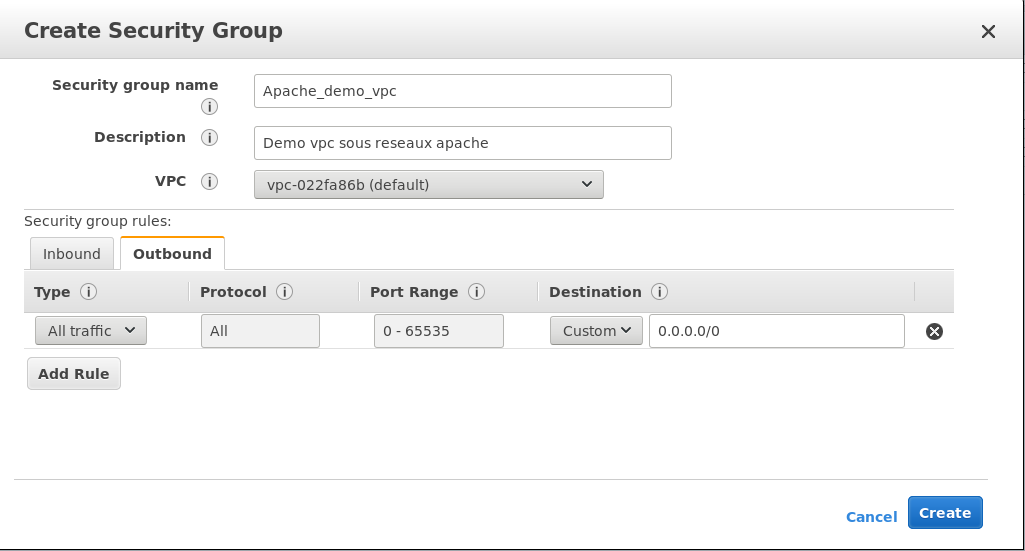 Create Security Group
Security group name
Apache_demo_vpc
Description
Demo vpc sous reseaux apache
VPC
vpc-022fa86b (default)
Security group rules:
Inbound Outbound
Type Protocol Port Range Destination
All traffic All 0 - 65535 Custom 0.0.0.0/0
Add Rule
Cancel Create